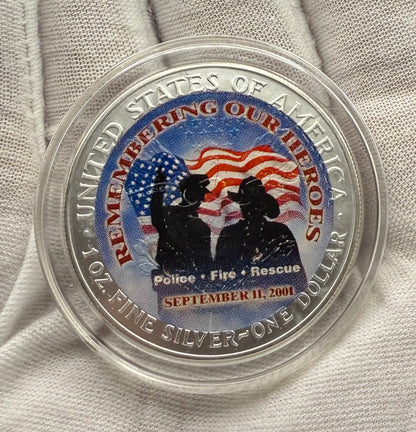 UNITED STATES OF AMERICA
REMEMBERING OUR HEROES
Police • Fire • Rescue
SEPTEMBER 11, 2001
1 OZ. FINE SILVER~ONE DOLLAR